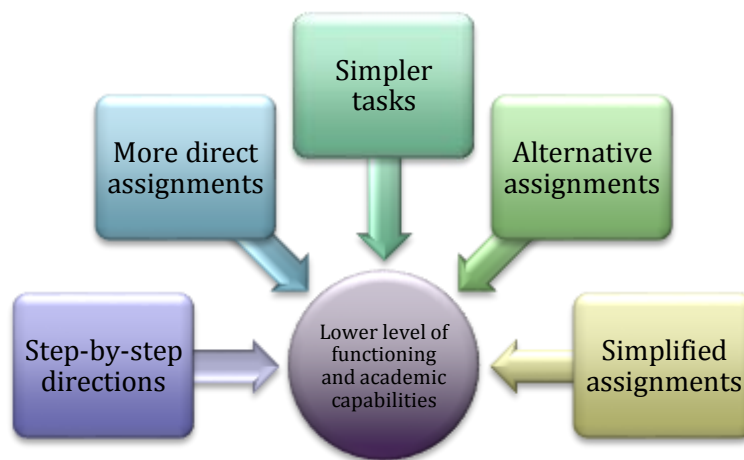 Simpler
tasks
More direct
assignments
Alternative
assignments
Step-by-step
directions
Lower level of
functioning
and academic
capabilities
Simplified
assignments